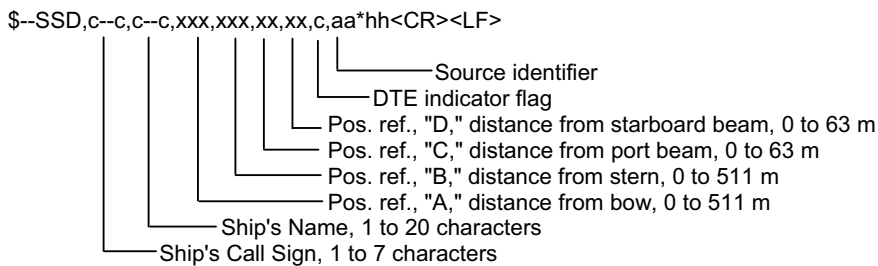 $--SSD,c--c,c--c,xxx,xxx,xx,xx,c,aa*hh<CR><LF>
Source identifier
DTE indicator flag
Pos. ref., "D," distance from starboard beam, 0 to 63 m
Pos. ref., "C," distance from port beam, 0 to 63 m
Pos. ref., "B," distance from stern, 0 to 511 m
Pos. ref., "A," distance from bow, 0 to 511 m
Ship's Name, 1 to 20 characters
Ship's Call Sign, 1 to 7 characters